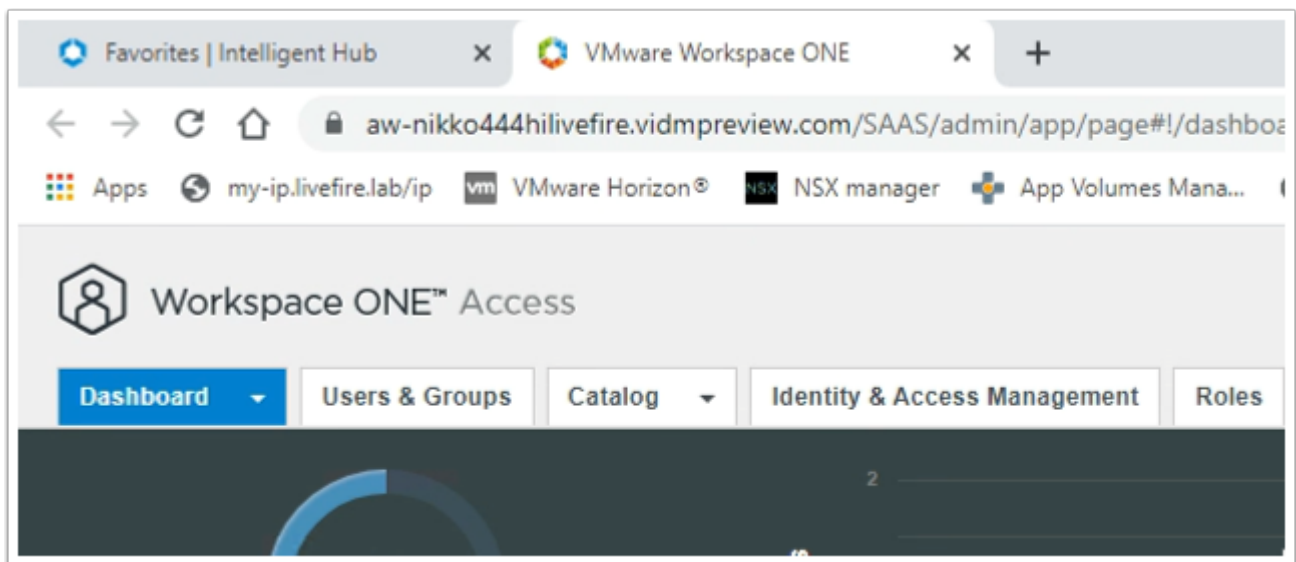 Favorites | Intelligent Hub VMware Workspace ONE
aw-nikko444hilivefire.vidmpreview.com/SAAS/admin/app/page#!/dashboa
Apps my-ip.livefire.lab/ip vm VMware Horizon® NSX NSX manager App Volumes Mana...
Workspace ONE™ Access
Dashboard Users & Groups Catalog Identity & Access Management Roles
2